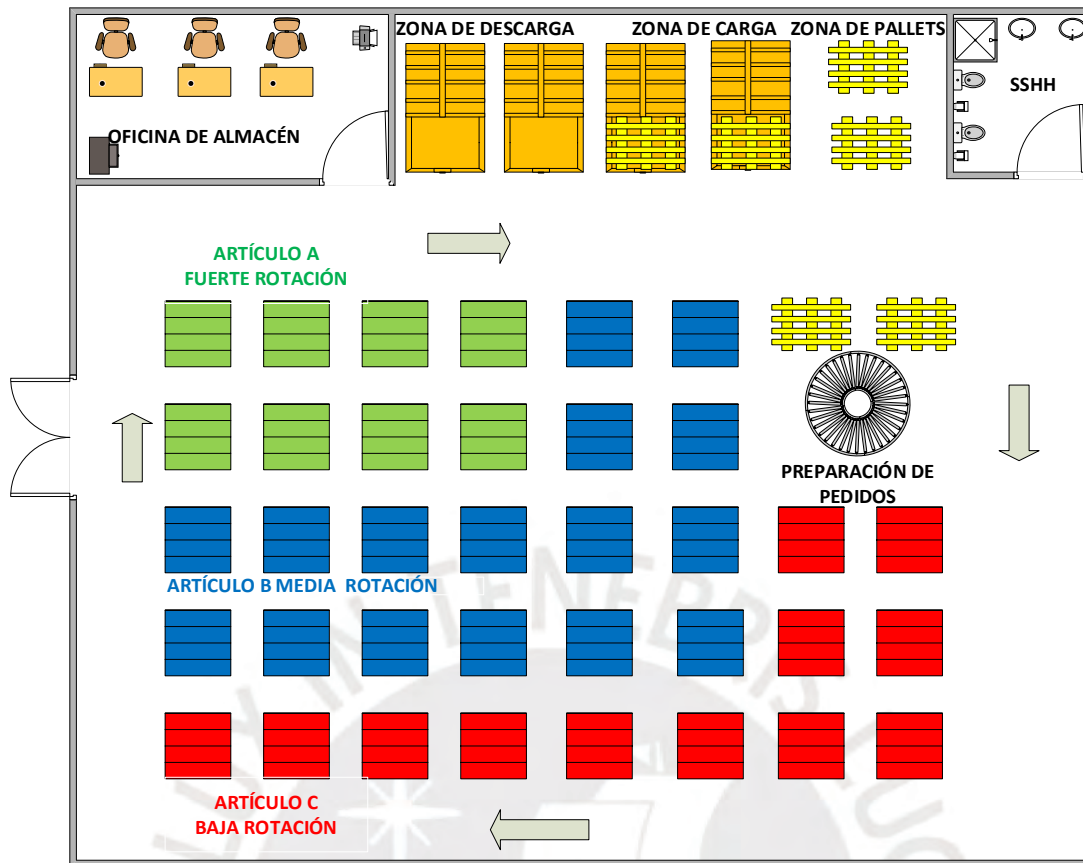 ZONA DE DESCARGA
ZONA DE CARGA
ZONA DE PALLETS
SSHH
OFICINA DE ALMACÉN
ARTÍCULO A
FUERTE ROTACIÓN
PREPARACIÓN DE
PEDIDOS
ARTÍCULO B MEDIA ROTACIÓN
ARTÍCULO C
BAJA ROTACIÓN